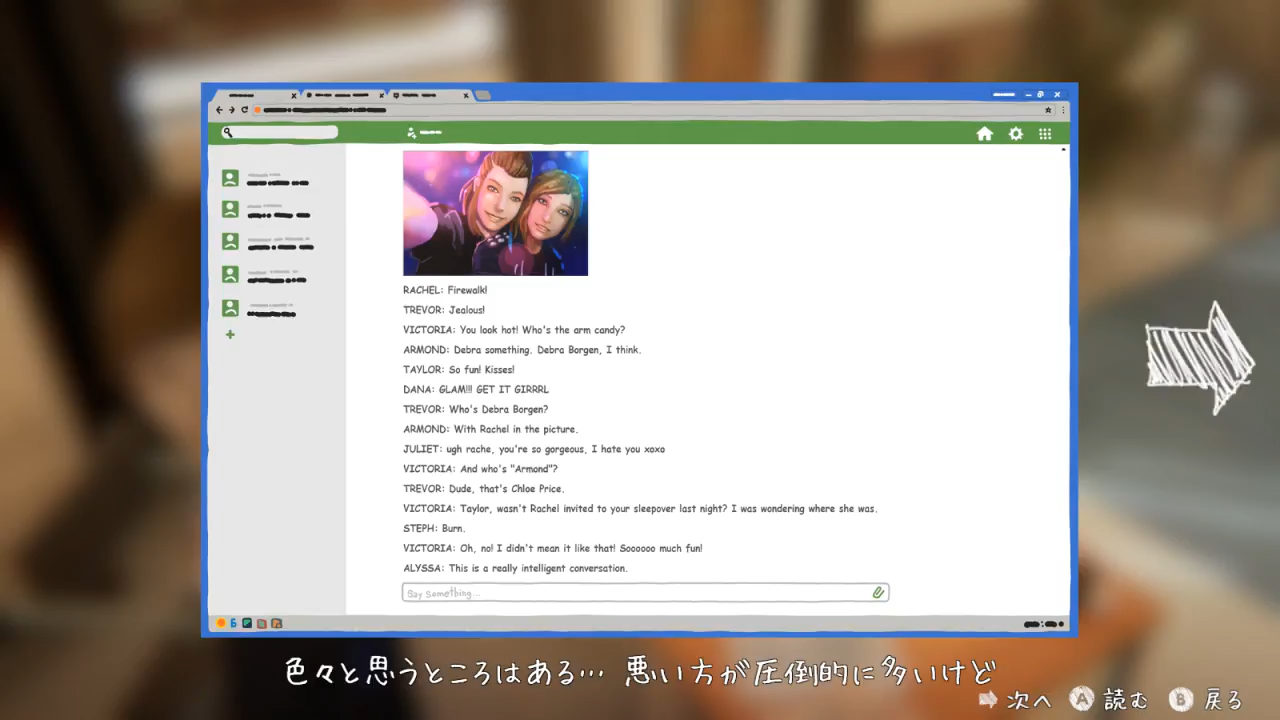 RACHEL: Firewalk!
TREVOR: Jealous!
VICTORIA: You look hot! Who's the arm candy?
ARMOND: Debra something. Debra Borgen, I think.
TAYLOR: So fun! Kisses!
DANA: GLAM!!! GET IT GIRRRL
TREVOR: Who's Debra Borgen?
ARMOND: With Rachel in the picture.
JULIET: ugh rache, you're so gorgeous, I hate you xoxo
VICTORIA: And who's "Armond"?
TREVOR: Dude, that's Chloe Price.
VICTORIA: Taylor, wasn't Rachel invited to your sleepover last night? I was wondering where she was.
STEPH: Burn.
VICTORIA: Oh, no! I didn't mean it like that! Soooooo much fun!
ALYSSA: This is a really intelligent conversation.
Say Something...
色々と思うところはある… 悪い方が圧倒的に多いけど
次へ A 読む B 戻る